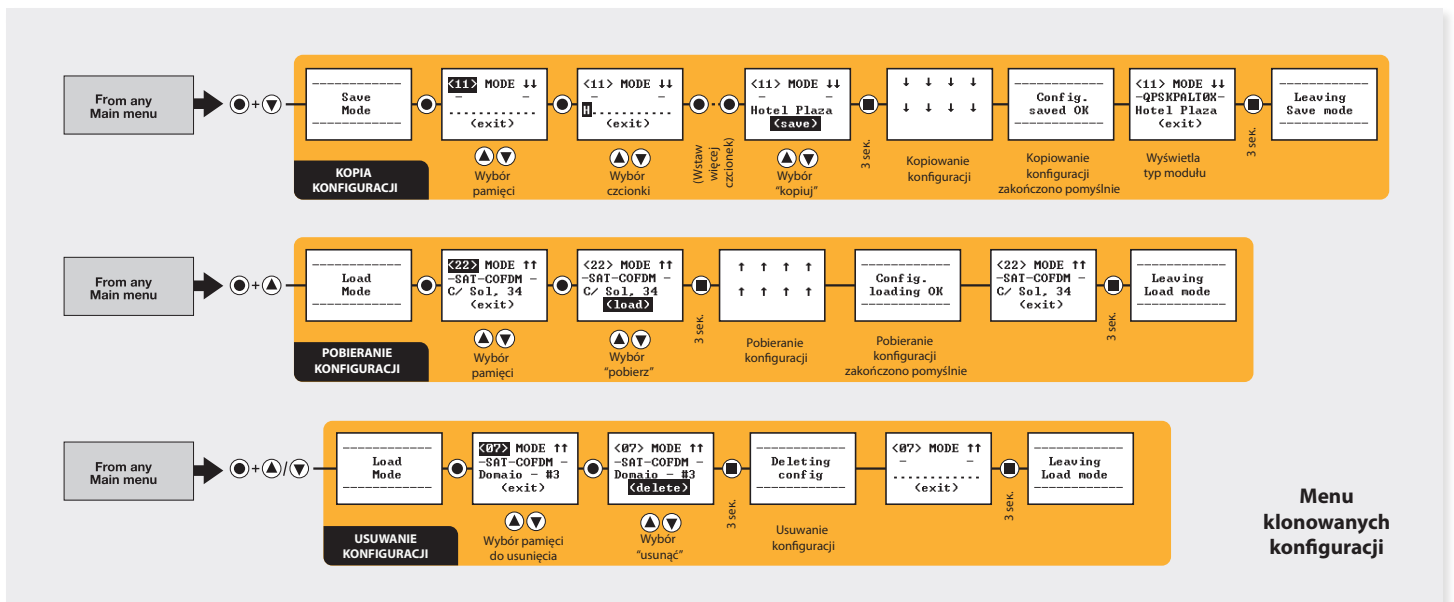 From any
Main menu
+
------------
Save
Mode
------------
<11> MODE ↓↓
- -
............
(exit)
Wybór
pamięci
<11> MODE ↓↓
- -
H...........
(exit)
Wybór
czcionki
(Wstaw
więcej
czcionek)
<11> MODE ↓↓
- -
Hotel Plaza
(save)
Wybór
“kopiuj”
3 sek.
↓ ↓ ↓ ↓
↓ ↓ ↓ ↓
Kopiowanie
konfiguracji
------------
Config.
saved OK
------------
Kopiowanie
konfiguracji
zakończono pomyślnie
<11> MODE ↓↓
-QPSKPALTØX-
Hotel Plaza
(exit)
Wyświetla
typ modułu
3 sek.
------------
Leaving
Save mode
------------
KOPIA
KONFIGURACJI
From any
Main menu
+
------------
Load
Mode
------------
<22> MODE ↑↑
-SAT-COFDM -
C/ Sol, 34
(exit)
Wybór
pamięci
<22> MODE ↑↑
-SAT-COFDM -
C/ Sol, 34
(load)
Wybór
“pobierz”
3 sek.
↑ ↑ ↑ ↑
↑ ↑ ↑ ↑
Pobieranie
konfiguracji
------------
Config.
loading OK
------------
Pobieranie
konfiguracji
zakończono pomyślnie
<22> MODE ↑↑
-SAT-COFDM -
C/ Sol, 34
(exit)
3 sek.
------------
Leaving
Load mode
------------
POBIERANIE
KONFIGURACJI
From any
Main menu
+ /
------------
Load
Mode
------------
<07> MODE ↑↑
-SAT-COFDM -
Domaio - #3
(exit)
Wybór pamięci
do usunięcia
<07> MODE ↑↑
-SAT-COFDM -
Domaio - #3
(delete)
Wybór
“usunąć”
3 sek.
------------
Deleting
config
------------
Usuwanie
konfiguracji
<07> MODE ↑↑
- -
............
(exit)
3 sek.
------------
Leaving
Load mode
------------
USUWANIE
KONFIGURACJI
Menu
klonowanych
konfiguracji